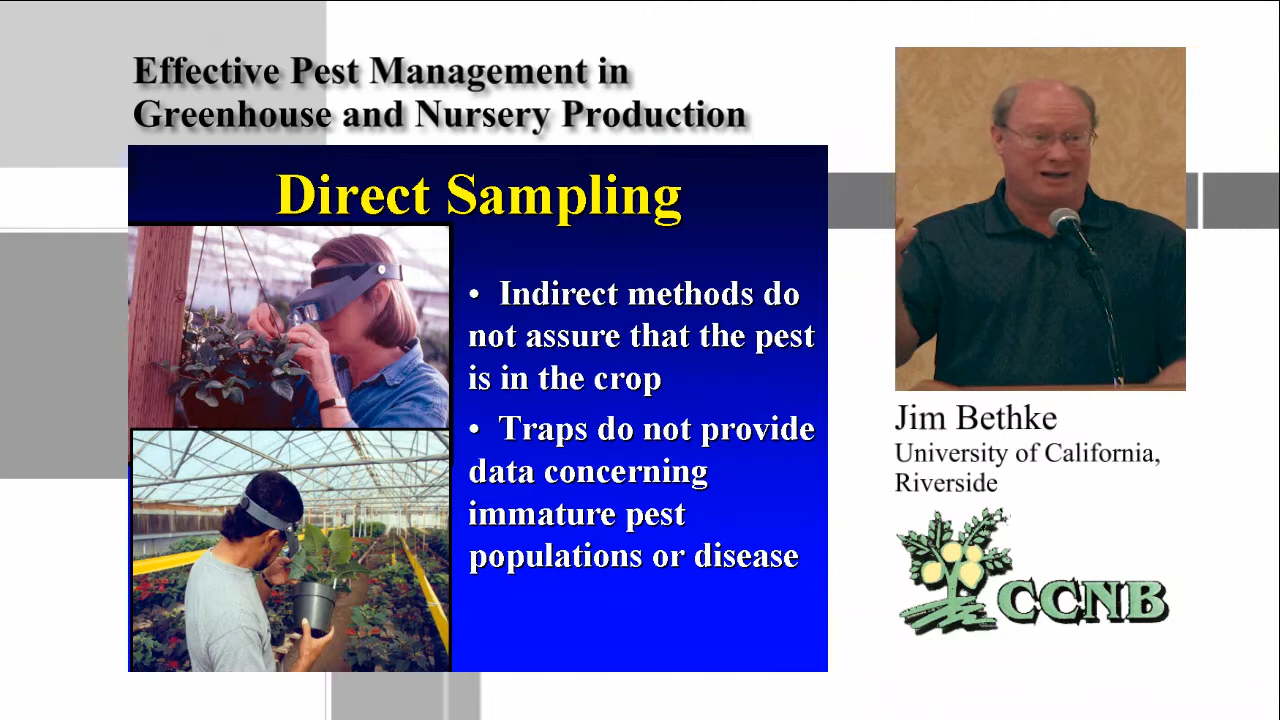 Effective Pest Management in
Greenhouse and Nursery Production
Direct Sampling
• Indirect methods do
not assure that the pest
is in the crop
• Traps do not provide
data concerning
immature pest
populations or disease
Jim Bethke
University of California,
Riverside
CCNB